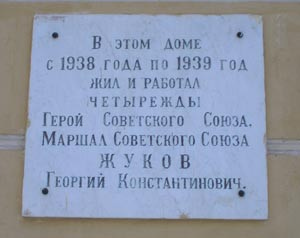 В этом доме
с 1938 года по 1939 год
жил и работал
четырежды
Герой Советского Союза.
Маршал Советского Союза
ЖУКОВ
Георгий Константинович.